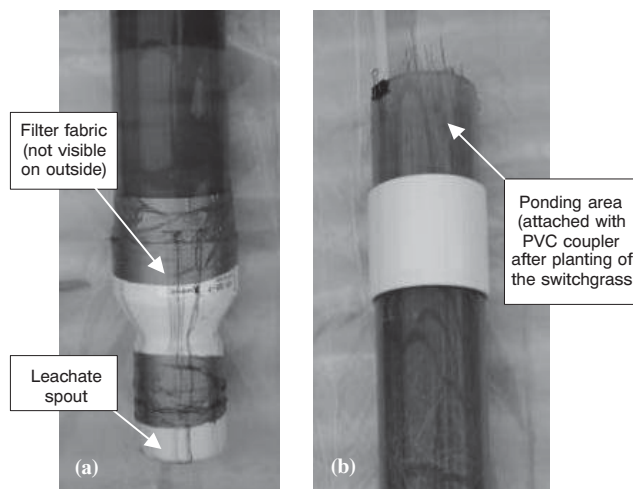 Filter fabric
(not visible
on outside)
Leachate
spout
(a)
Ponding area
(attached with
PVC coupler
after planting of
the switchgrass
(b)